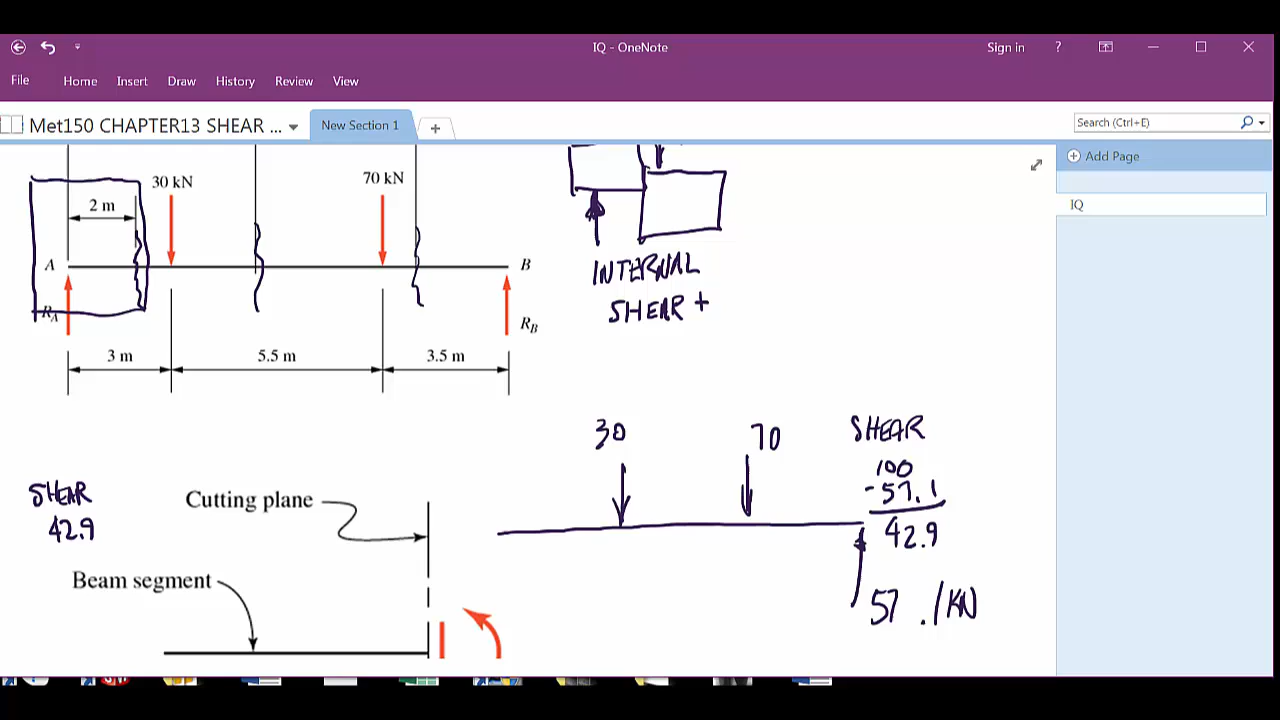 IQ - OneNote
Sign in
?
File
Home
Insert
Draw
History
Review
View
Met150 CHAPTER13 SHEAR ...
New Section 1
+
Search (Ctrl+E)
Add Page
IQ
30 kN
70 kN
2 m
A
B
RA
RB
3 m
5.5 m
3.5 m
INTERNAL
SHEAR +
30
70
SHEAR
100
-57.1
42.9
57.1 KN
SHEAR
42.9
Cutting plane
Beam segment